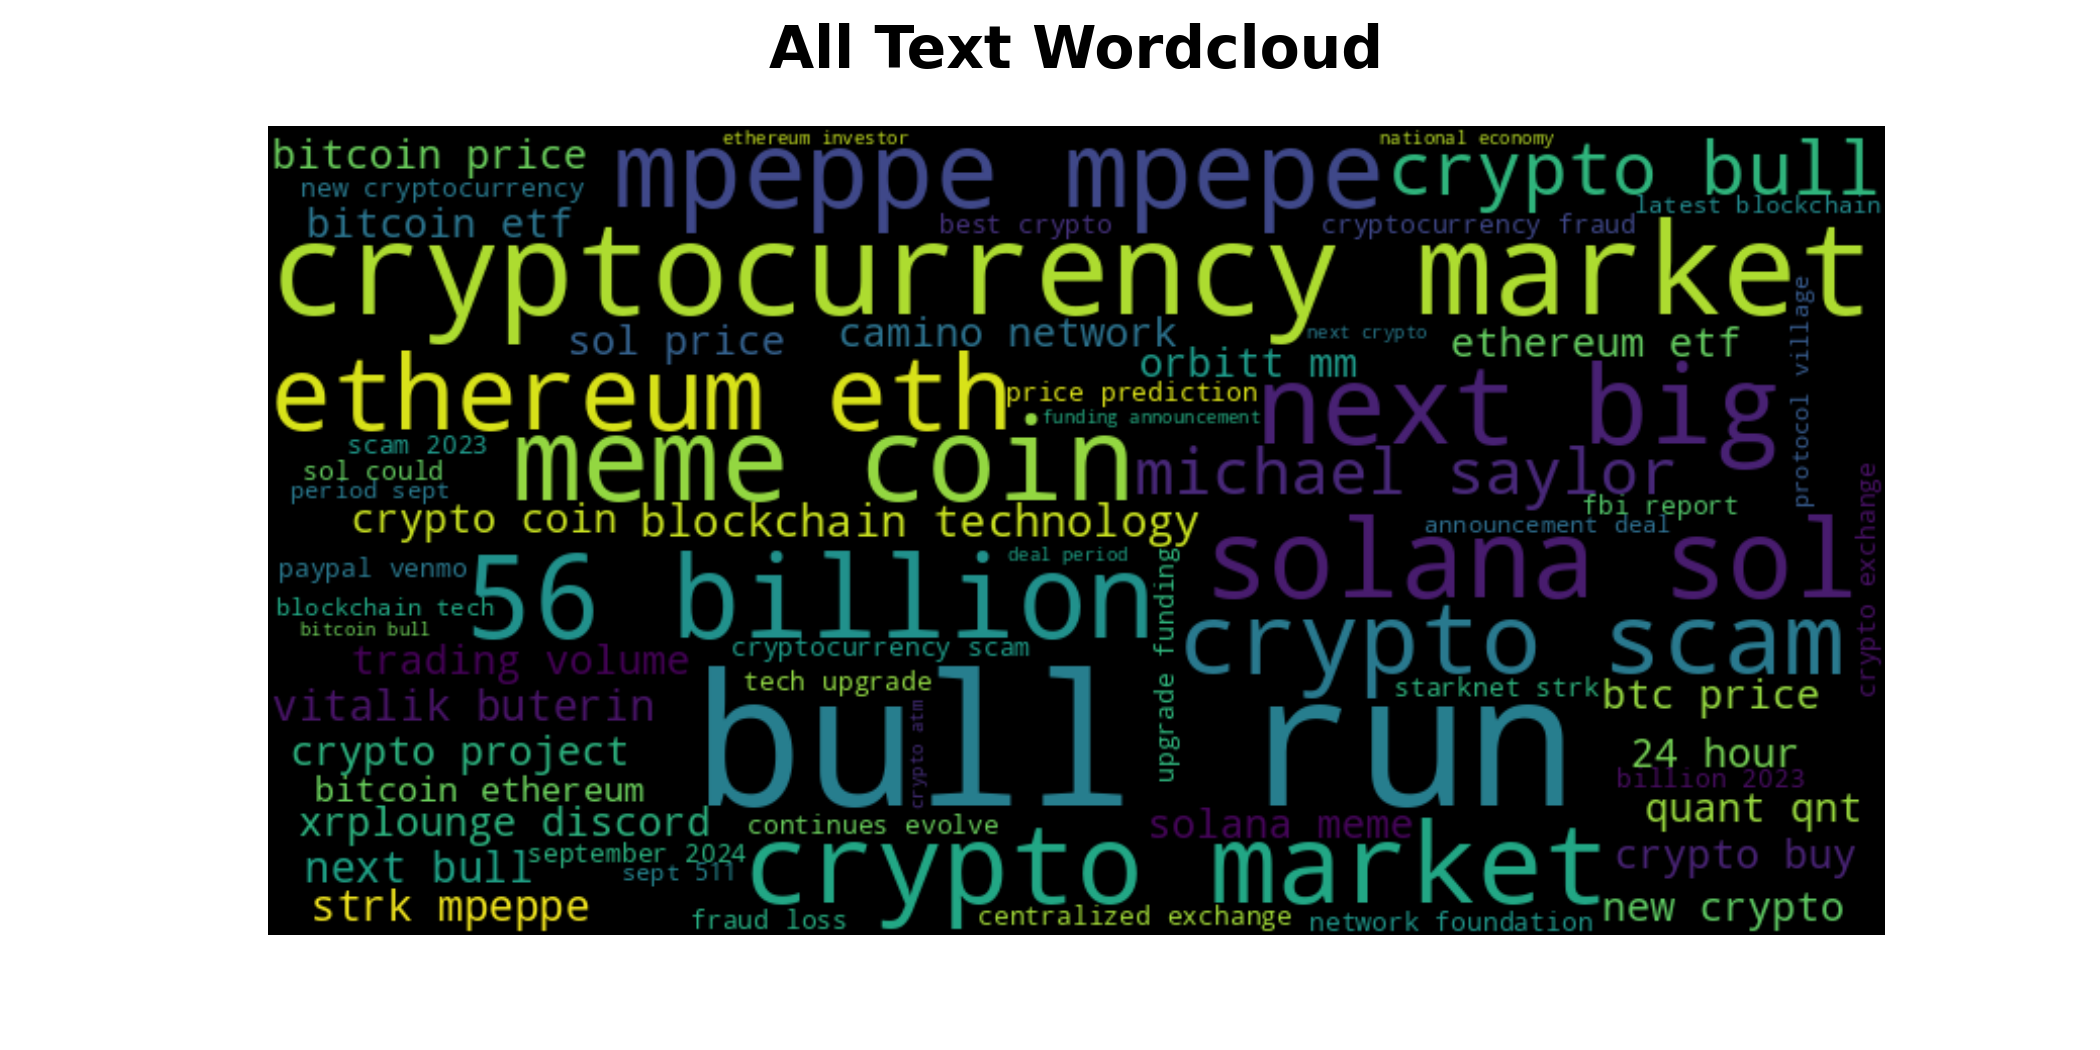 All Text Wordcloud
ethereum investor
national economy
bitcoin price
mpeppe mpepe
crypto bull
new cryptocurrency
latest blockchain
bitcoin etf
best crypto
cryptocurrency fraud
cryptocurrency market
protocol village
sol price
camino network
next crypto
ethereum etf
orbitt mm
ethereum eth
price prediction
next big
funding announcement
scam 2023
meme coin
michael saylor
sol could
period sept
fbi report
crypto exchange
crypto coin
blockchain technology
announcement deal
solana sol
deal period
paypal venmo
56 billion
upgrade funding
blockchain tech
bitcoin bull
cryptocurrency scam
crypto scam
trading volume
tech upgrade
starknet strk
btc price
vitalik buterin
crypto atm
bull run
crypto project
24 hour
billion 2023
bitcoin ethereum
quant qnt
xrplounge discord
continues evolve
solana meme
september 2024
next bull
sept 511
crypto market
crypto buy
strk mpeppe
fraud loss
centralized exchange
network foundation
new crypto